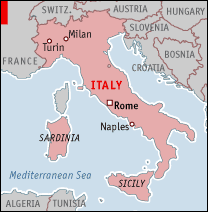 SWITZ.
AUSTRIA
HUNGARY
SLOVENIA
Milan
Turin
FRANCE
CROATIA
BOSNIA
ITALY
Rome
Naples
SARDINIA
Mediterranean Sea
SICILY
ALGERIA
TUNISIA